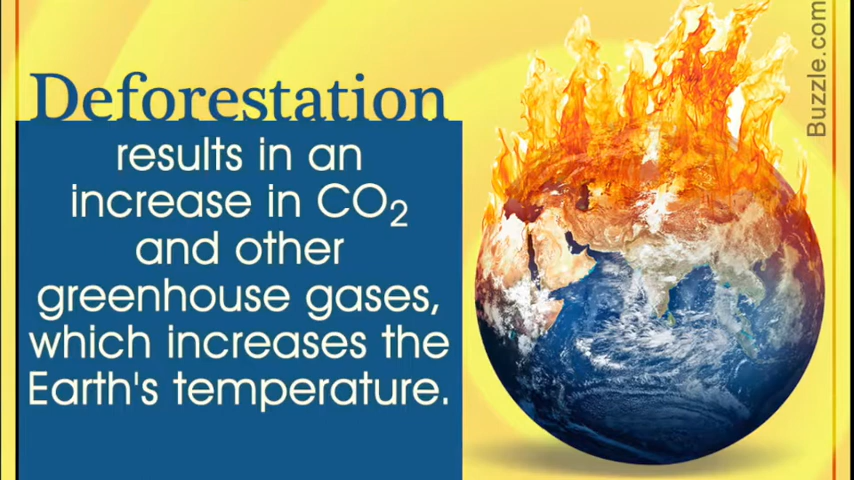 Deforestation
results in an
increase in CO₂
and other
greenhouse gases,
which increases the
Earth's temperature.
Buzzle.com